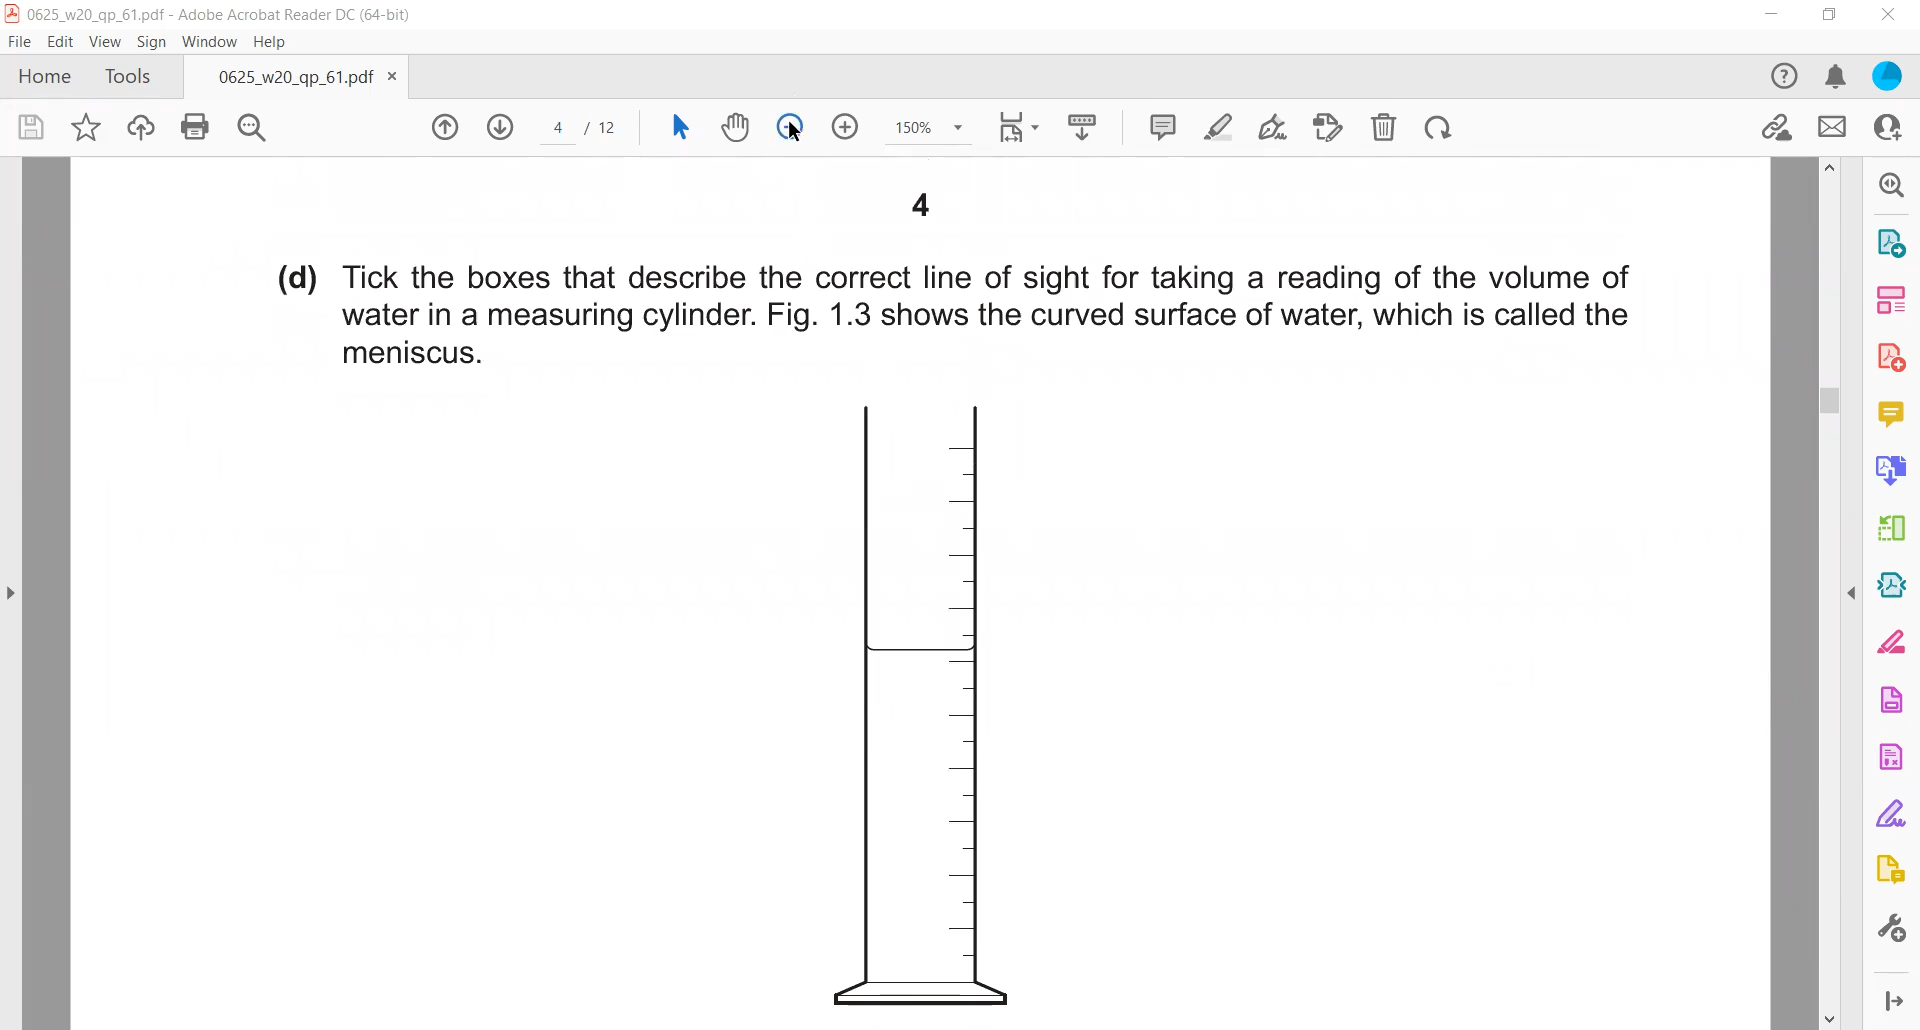 0625_w20_qp_61.pdf - Adobe Acrobat Reader DC (64-bit)
File Edit View Sign Window Help
Home Tools 0625_w20_qp_61.pdf ×
4 / 12 150%
4
(d) Tick the boxes that describe the correct line of sight for taking a reading of the volume of
water in a measuring cylinder. Fig. 1.3 shows the curved surface of water, which is called the
meniscus.